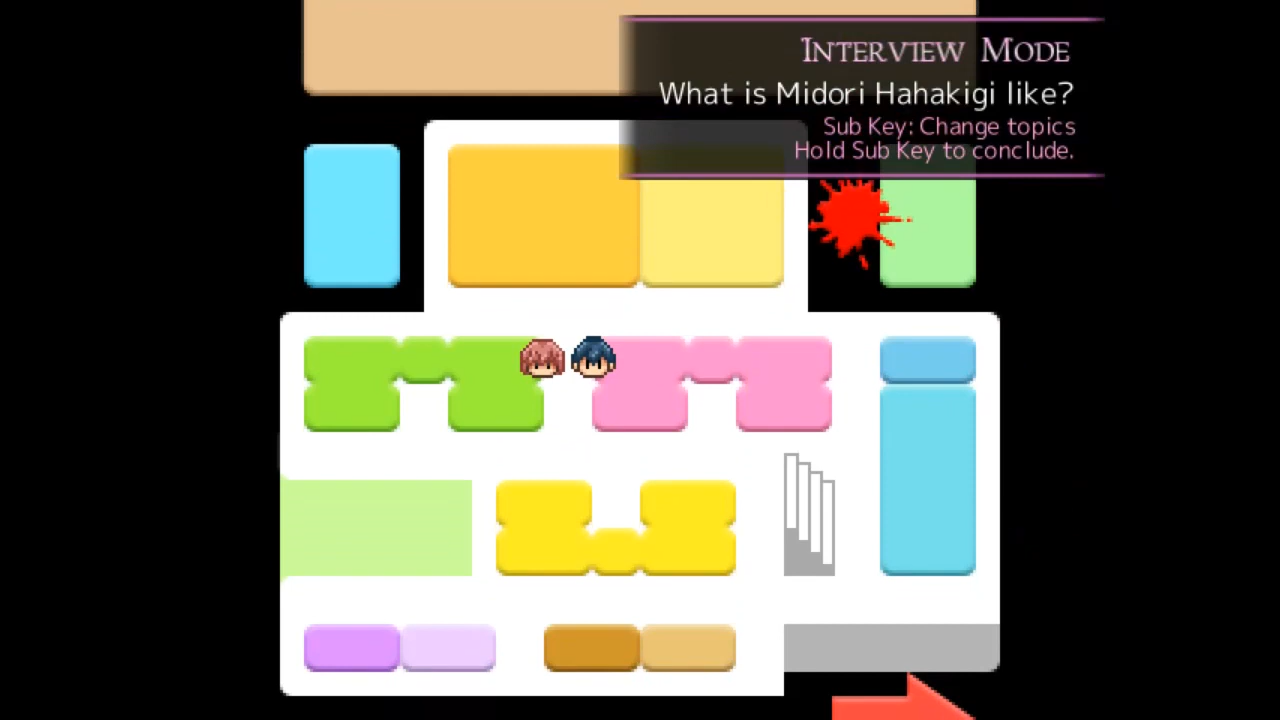 Interview Mode
What is Midori Hahakigi like?
Sub Key: Change topics
Hold Sub Key to conclude.